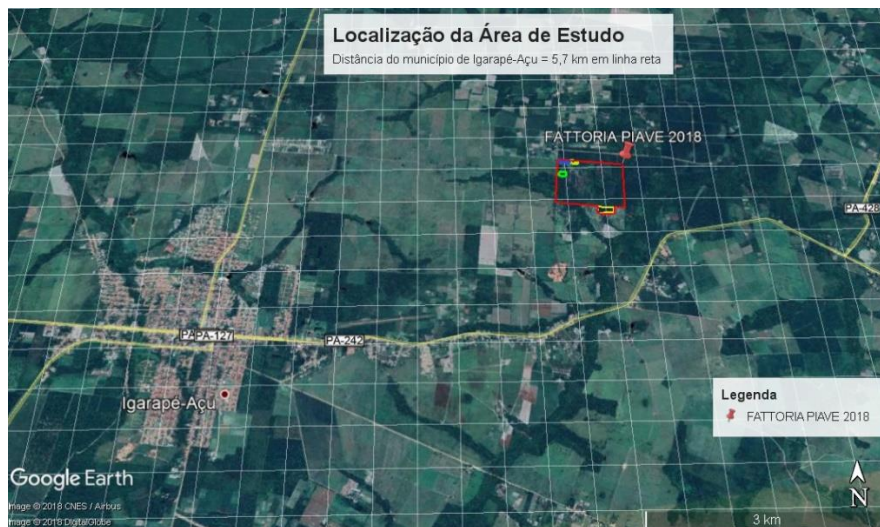 Localização da Área de Estudo
Distância do município de Igarapé-Açu = 5,7 km em linha reta
FATTORIA PIAVE 2018
PA-428
PA
PA-127
PA-242
Igarapé-Açu
Legenda
FATTORIA PIAVE 2018
Google Earth
Image © 2018 CNES / Airbus
Image © 2018 DigitalGlobe
N
3 km